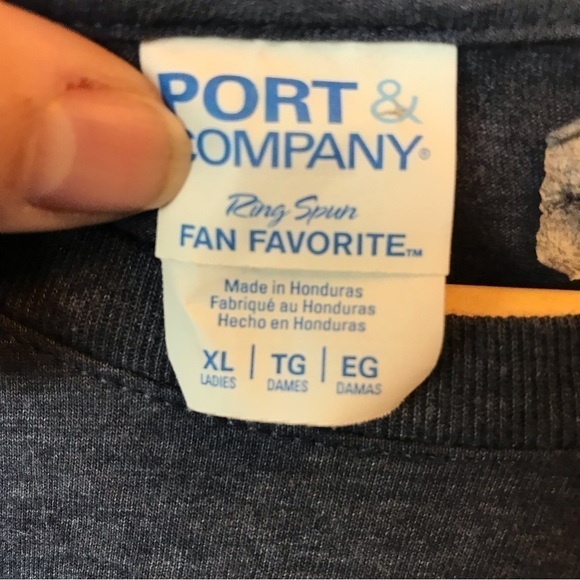 PORT &
COMPANY®
Ring Spun
FAN FAVORITE™
Made in Honduras
Fabriqué au Honduras
Hecho en Honduras
XL | TG | EG
LADIES DAMES DAMAS